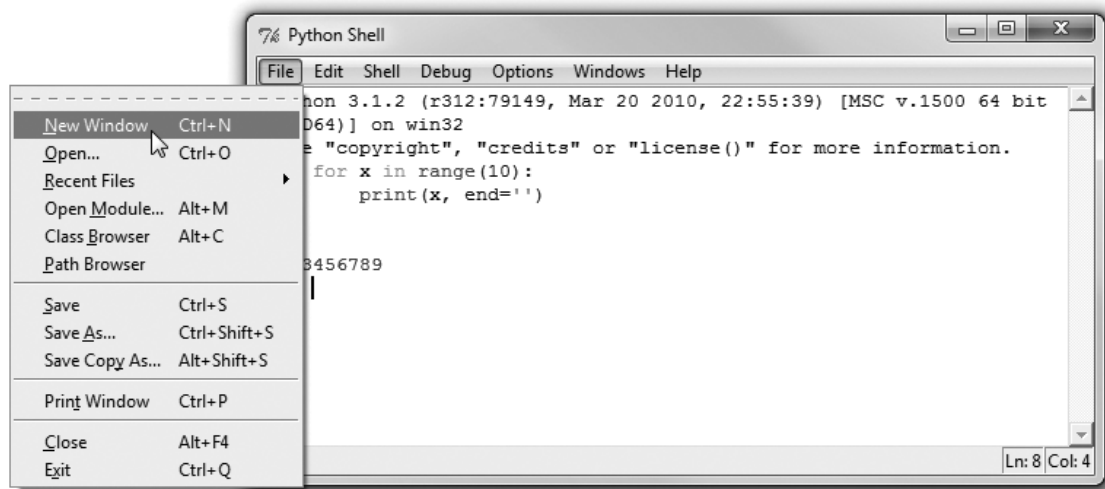 Python Shell
File Edit Shell Debug Options Windows Help
hon 3.1.2 (r312:79149, Mar 20 2010, 22:55:39) [MSC v.1500 64 bit
D64)] on win32
e "copyright", "credits" or "license()" for more information.
for x in range(10):
print(x, end='')
3456789
New Window Ctrl+N
Open... Ctrl+O
Recent Files
Open Module... Alt+M
Class Browser Alt+C
Path Browser
Save Ctrl+S
Save As... Ctrl+Shift+S
Save Copy As... Alt+Shift+S
Print Window Ctrl+P
Close Alt+F4
Exit Ctrl+Q
Ln: 8 Col: 4